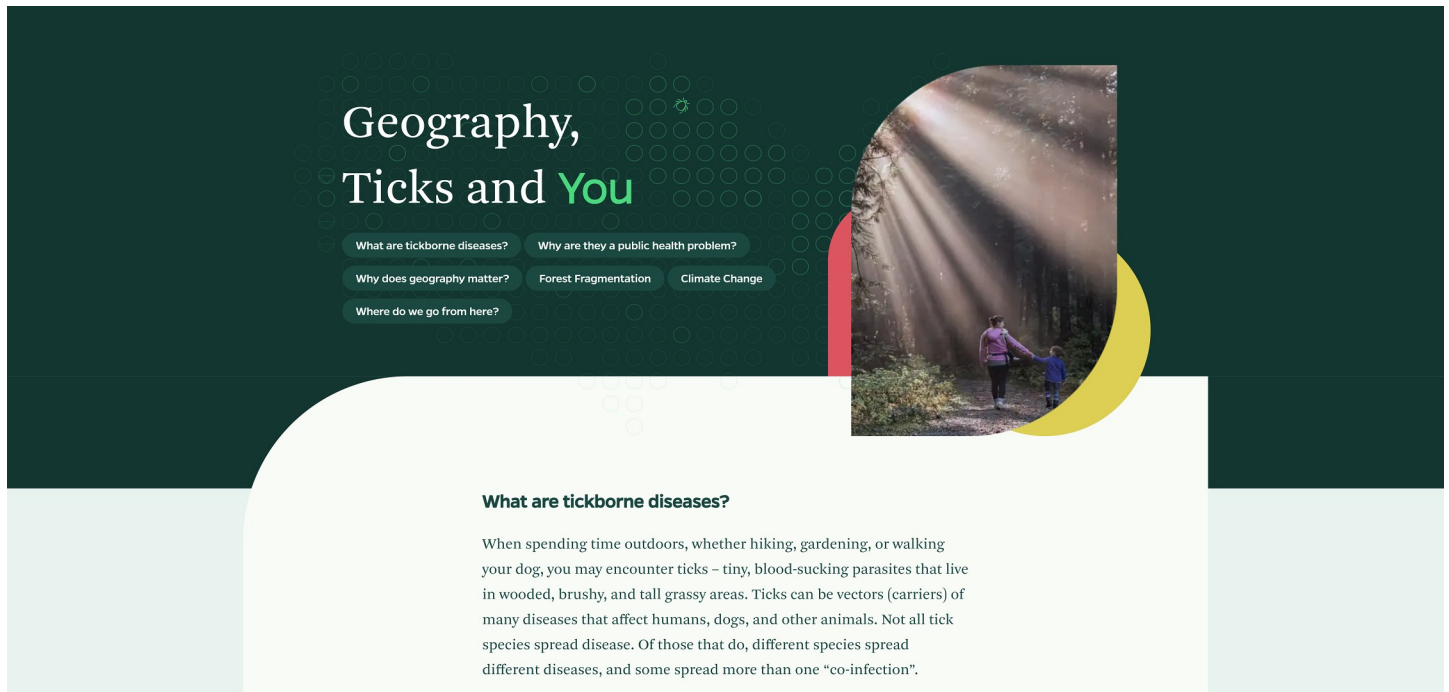 Geography,
Ticks and You
What are tickborne diseases?
Why are they a public health problem?
Why does geography matter?
Forest Fragmentation
Climate Change
Where do we go from here?
What are tickborne diseases?
When spending time outdoors, whether hiking, gardening, or walking
your dog, you may encounter ticks – tiny, blood-sucking parasites that live
in wooded, brushy, and tall grassy areas. Ticks can be vectors (carriers) of
many diseases that affect humans, dogs, and other animals. Not all tick
species spread disease. Of those that do, different species spread
different diseases, and some spread more than one “co-infection”.